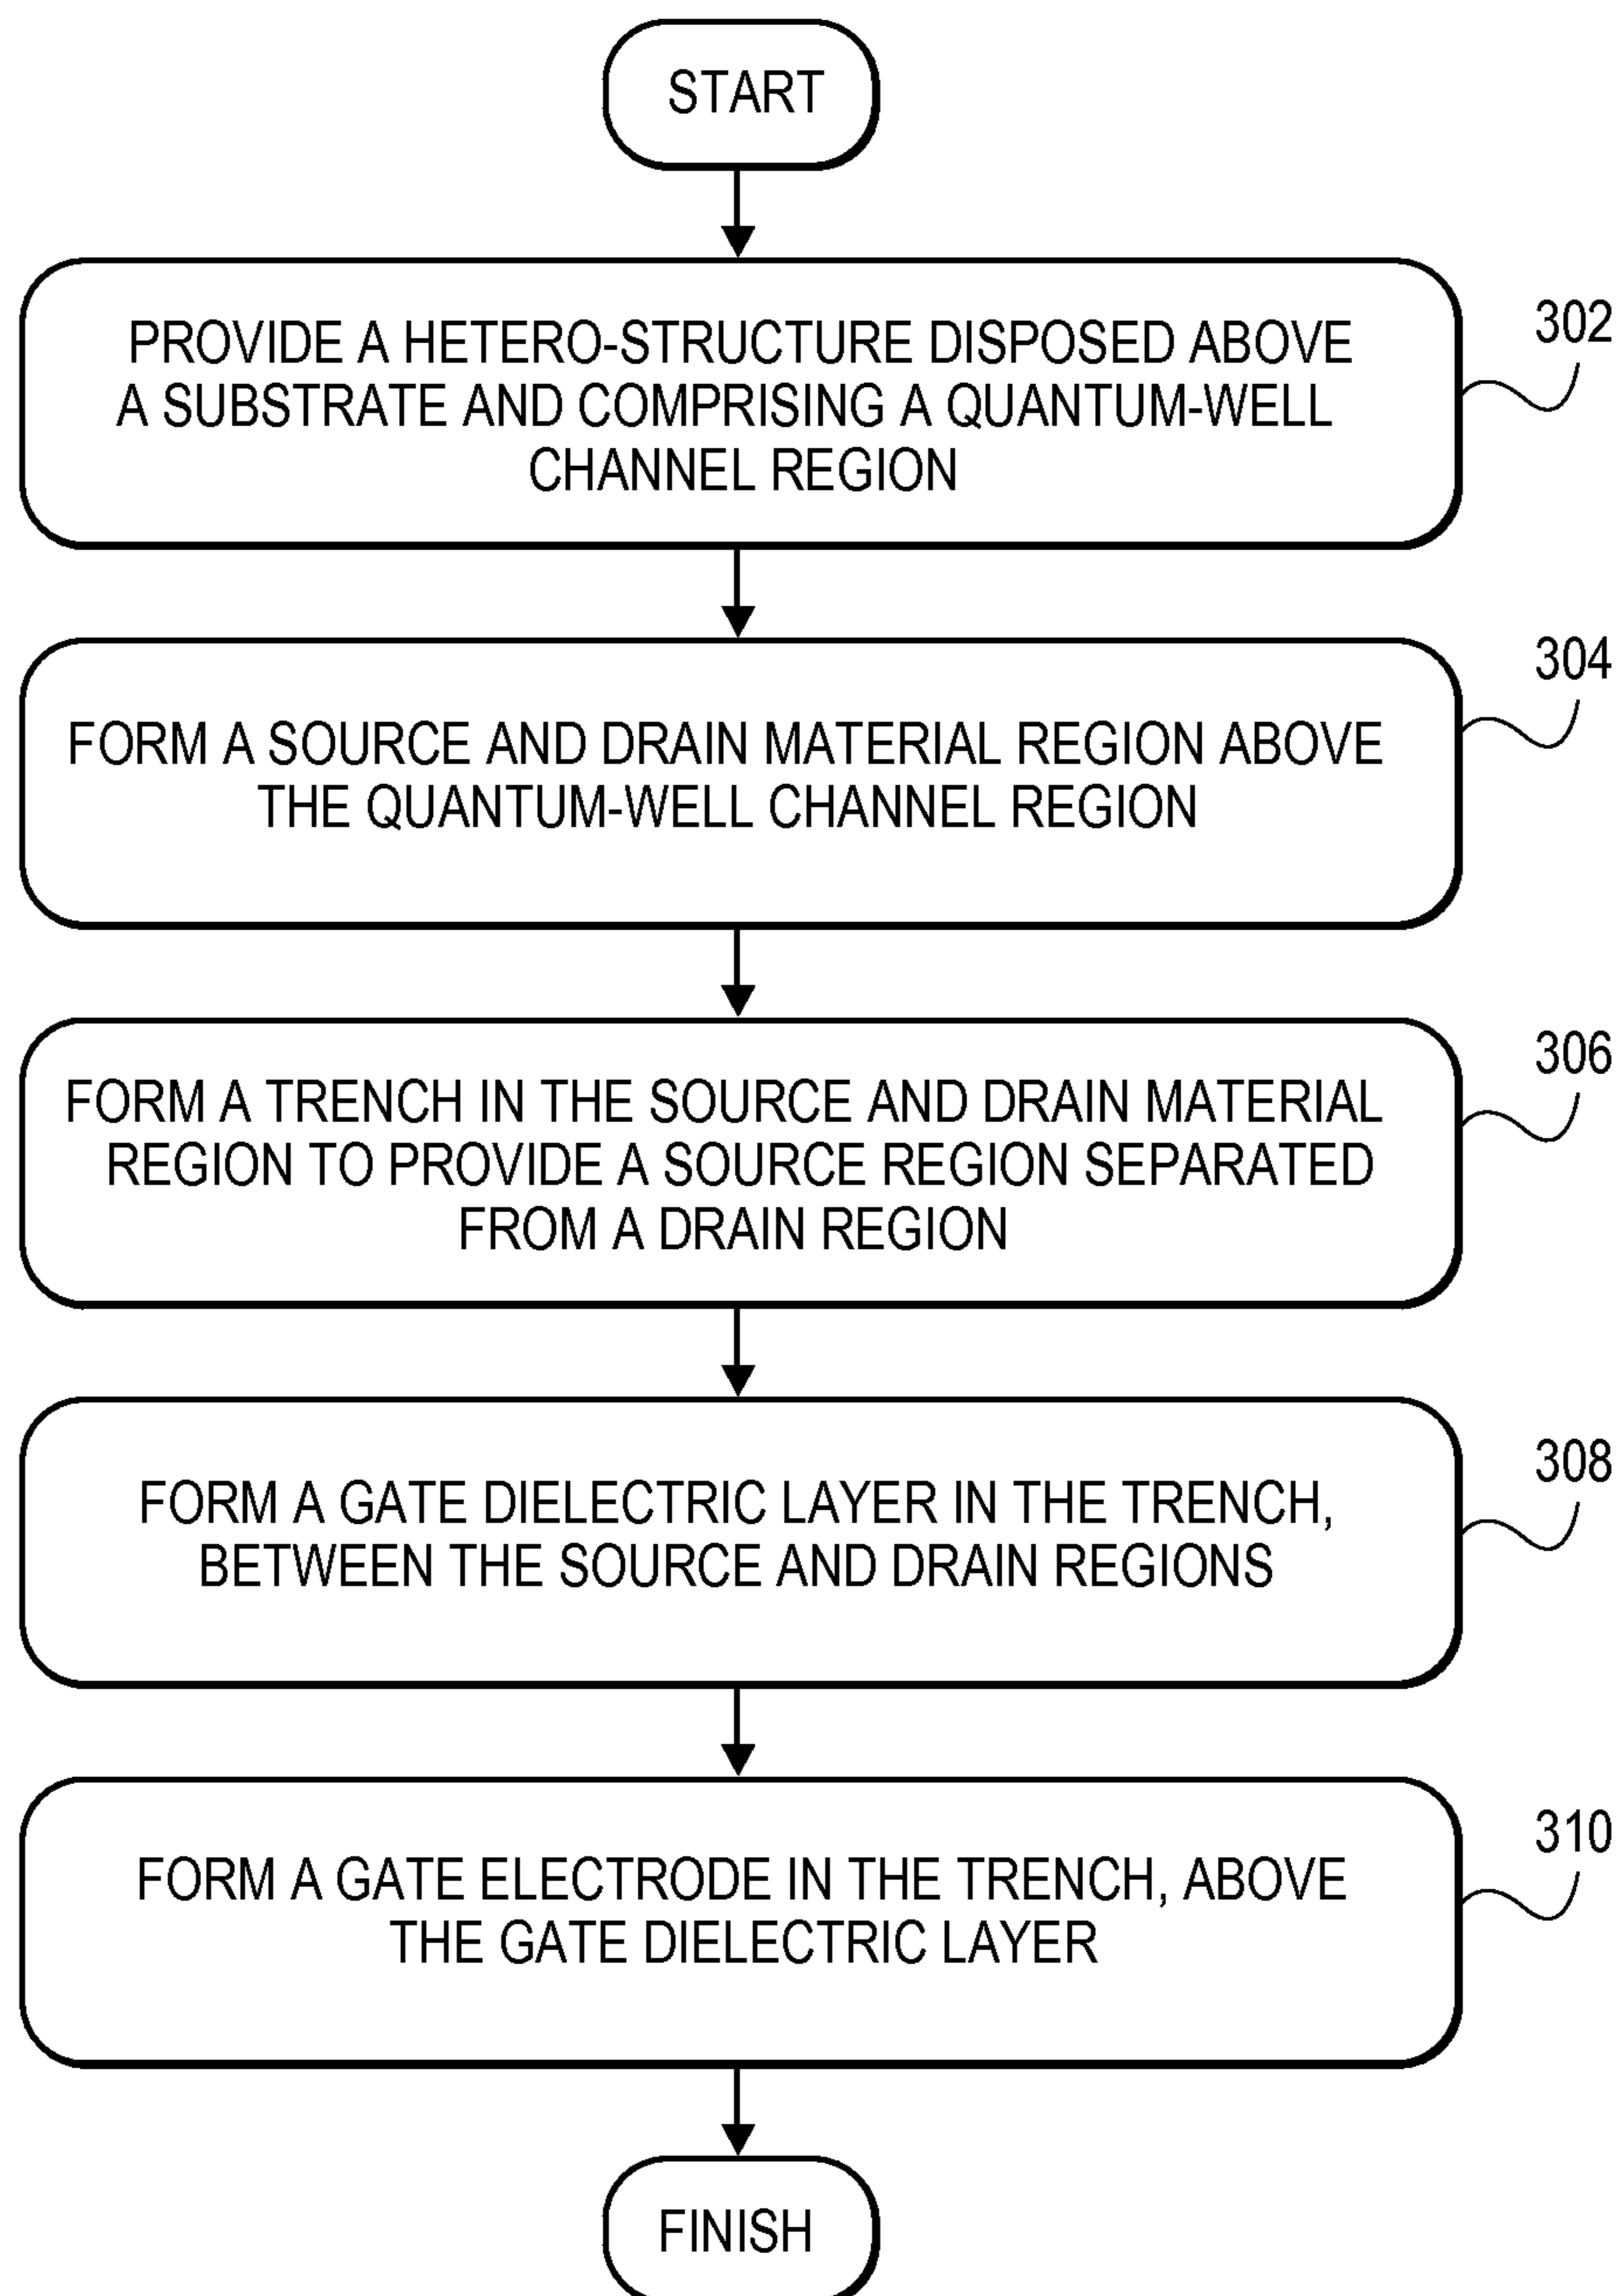 START
PROVIDE A HETERO-STRUCTURE DISPOSED ABOVE
A SUBSTRATE AND COMPRISING A QUANTUM-WELL
CHANNEL REGION
302
FORM A SOURCE AND DRAIN MATERIAL REGION ABOVE
THE QUANTUM-WELL CHANNEL REGION
304
FORM A TRENCH IN THE SOURCE AND DRAIN MATERIAL
REGION TO PROVIDE A SOURCE REGION SEPARATED
FROM A DRAIN REGION
306
FORM A GATE DIELECTRIC LAYER IN THE TRENCH,
BETWEEN THE SOURCE AND DRAIN REGIONS
308
FORM A GATE ELECTRODE IN THE TRENCH, ABOVE
THE GATE DIELECTRIC LAYER
310
FINISH